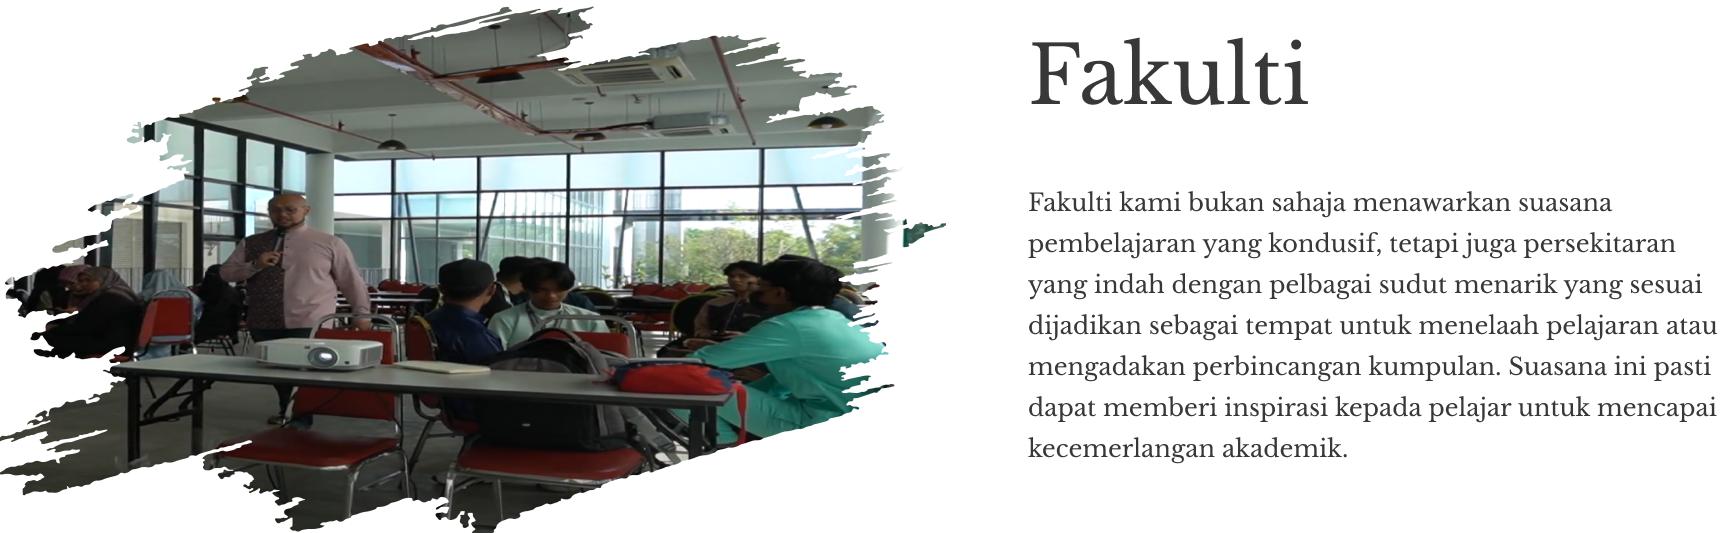 Fakulti
Fakulti kami bukan sahaja menawarkan suasana
pembelajaran yang kondusif, tetapi juga persekitaran
yang indah dengan pelbagai sudut menarik yang sesuai
dijadikan sebagai tempat untuk menelaah pelajaran atau
mengadakan perbincangan kumpulan. Suasana ini pasti
dapat memberi inspirasi kepada pelajar untuk mencapai
kecemerlangan akademik.